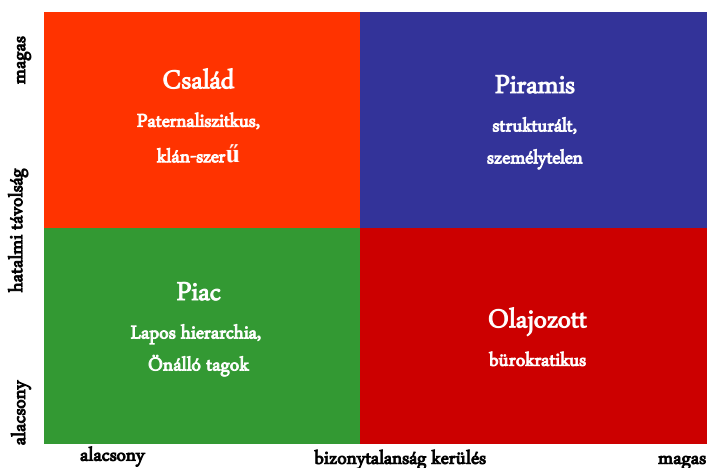 magas
hatalmi távolság
alacsony
Család
Paternaliszitkus,
klán-szerű
Piramis
strukturált,
személytelen
Piac
Lapos hierarchia,
Önálló tagok
Olajozott
bürokratikus
alacsony
bizonytalanság kerülés
magas